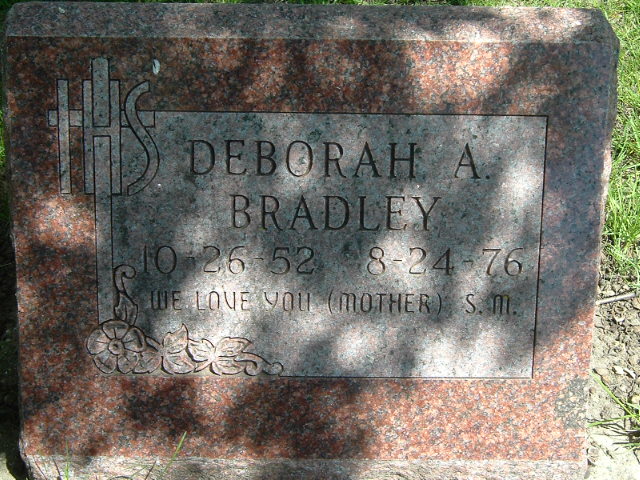 IHS
DEBORAH A.
BRADLEY
10-26-52 8-24-76
WE LOVE YOU (MOTHER) S.M.